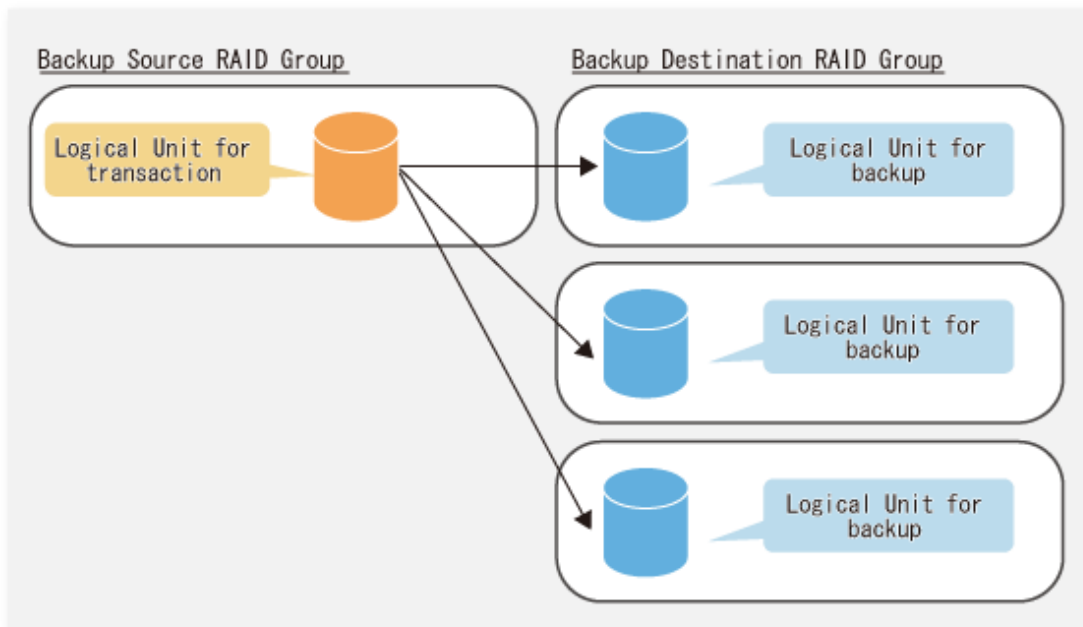 Backup Source RAID Group
Backup Destination RAID Group
Logical Unit for
transaction
Logical Unit for
backup
Logical Unit for
backup
Logical Unit for
backup